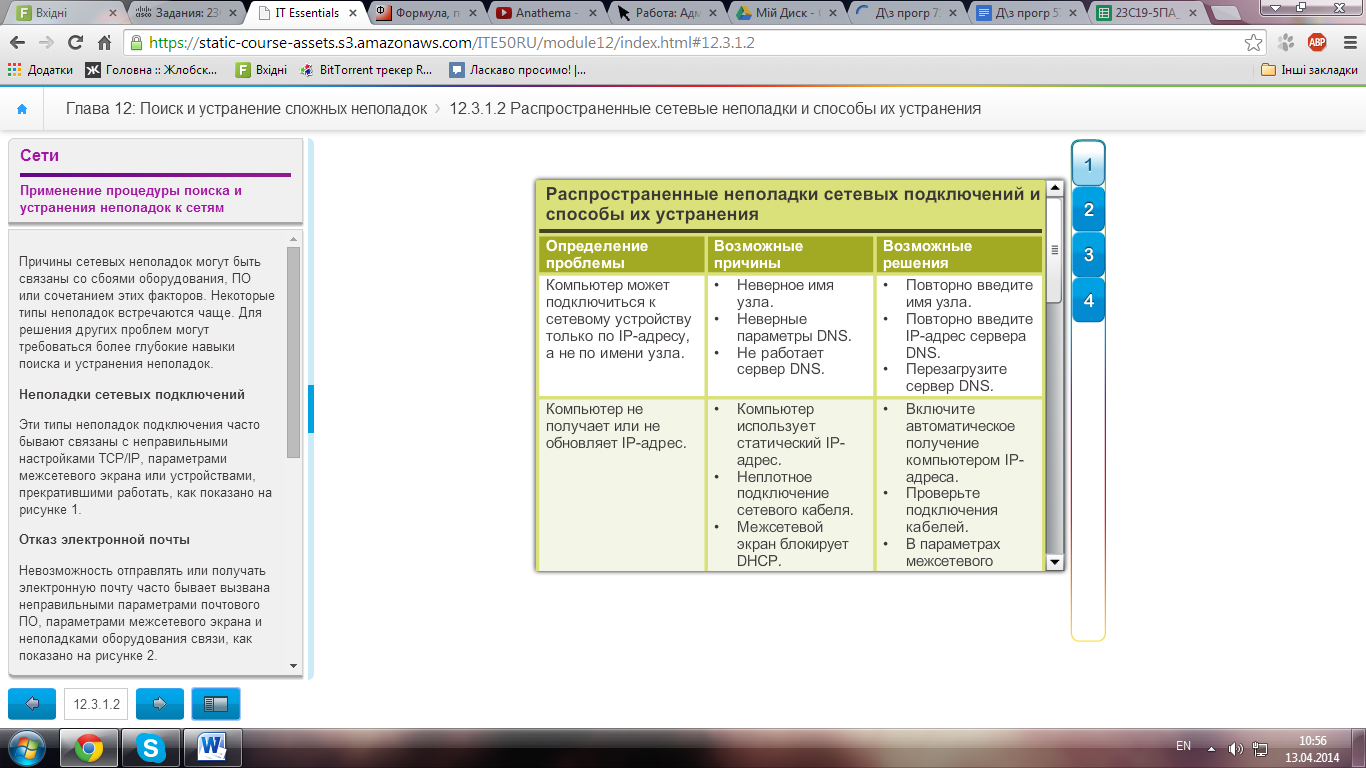 Вхідні
Задания: 23С
IT Essentials
Формула, п
Anathema -
Работа: Адм
Мій Диск -
Д\з прогр 7
Д\з прогр 5
23С19-5ПА_
https://static-course-assets.s3.amazonaws.com/ITE50RU/module12/index.html#12.3.1.2
ABP
Додатки
Головна :: Жлобск...
Вхідні
BitTorrent трекер R...
Ласкаво просимо! |...
Інші закладки
Глава 12: Поиск и устранение сложных неполадок
12.3.1.2 Распространенные сетевые неполадки и способы их устранения
Сети
Применение процедуры поиска и
устранения неполадок к сетям
Причины сетевых неполадок могут быть
связаны со сбоями оборудования, ПО
или сочетанием этих факторов. Некоторые
типы неполадок встречаются чаще. Для
решения других проблем могут
требоваться более глубокие навыки
поиска и устранения неполадок.
Неполадки сетевых подключений
Эти типы неполадок подключения часто
бывают связаны с неправильными
настройками TCP/IP, параметрами
межсетевого экрана или устройствами,
прекратившими работать, как показано на
рисунке 1.
Отказ электронной почты
Невозможность отправлять или получать
электронную почту часто бывает вызвана
неправильными параметрами почтового
ПО, параметрами межсетевого экрана и
неполадками оборудования связи, как
показано на рисунке 2.
12.3.1.2
Распространенные неполадки сетевых подключений и
способы их устранения
Определение
проблемы
Возможные
причины
Возможные
решения
Компьютер может
подключиться к
сетевому устройству
только по IP-адресу,
а не по имени узла.
• Неверное имя
узла.
• Неверные
параметры DNS.
• Не работает
сервер DNS.
• Повторно введите
имя узла.
• Повторно введите
IP-адрес сервера
DNS.
• Перезагрузите
сервер DNS.
Компьютер не
получает или не
обновляет IP-адрес.
• Компьютер
использует
статический IP-
адрес.
• Неплотное
подключение
сетевого кабеля.
• Межсетевой
экран блокирует
DHCP.
• Включите
автоматическое
получение
компьютером IP-
адреса.
• Проверьте
подключения
кабелей.
• В параметрах
межсетевого
1
2
3
4
EN
10:56
13.04.2014